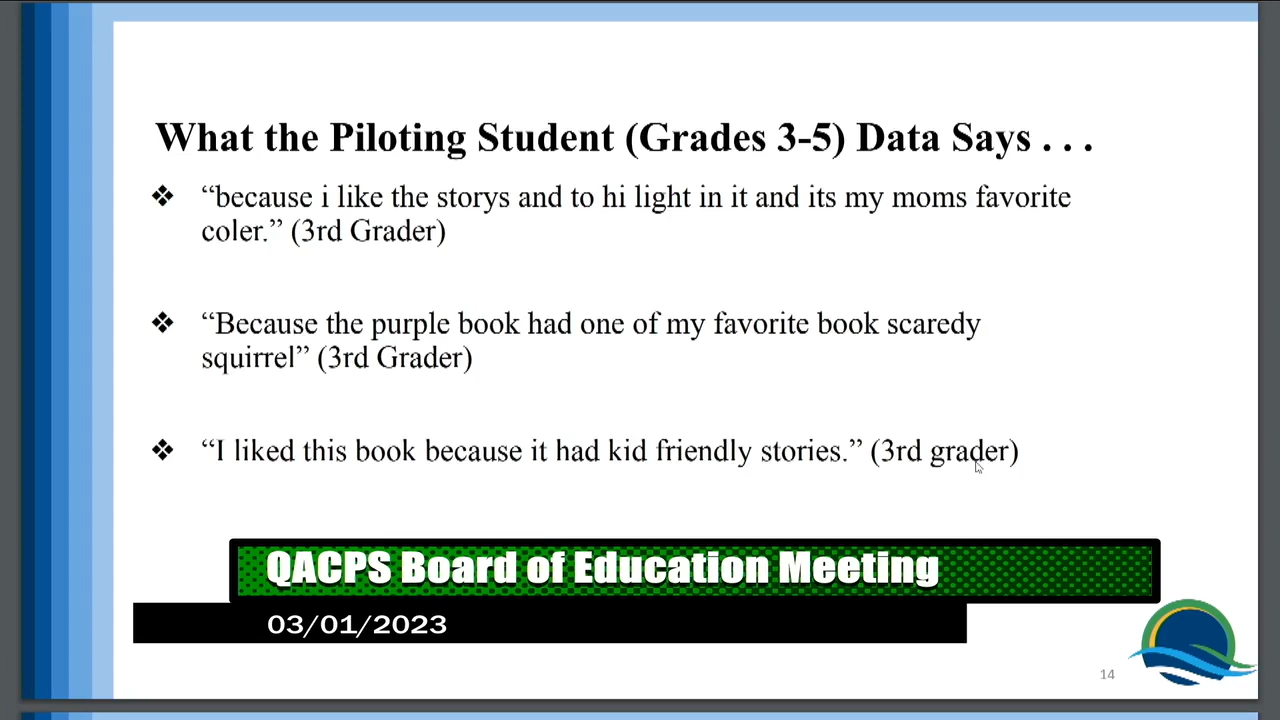 What the Piloting Student (Grades 3-5) Data Says . . .
❖ “because i like the storys and to hi light in it and its my moms favorite
coler.” (3rd Grader)
❖ “Because the purple book had one of my favorite book scaredy
squirrel” (3rd Grader)
❖ “I liked this book because it had kid friendly stories.” (3rd grader)
QACPS Board of Education Meeting
03/01/2023
14